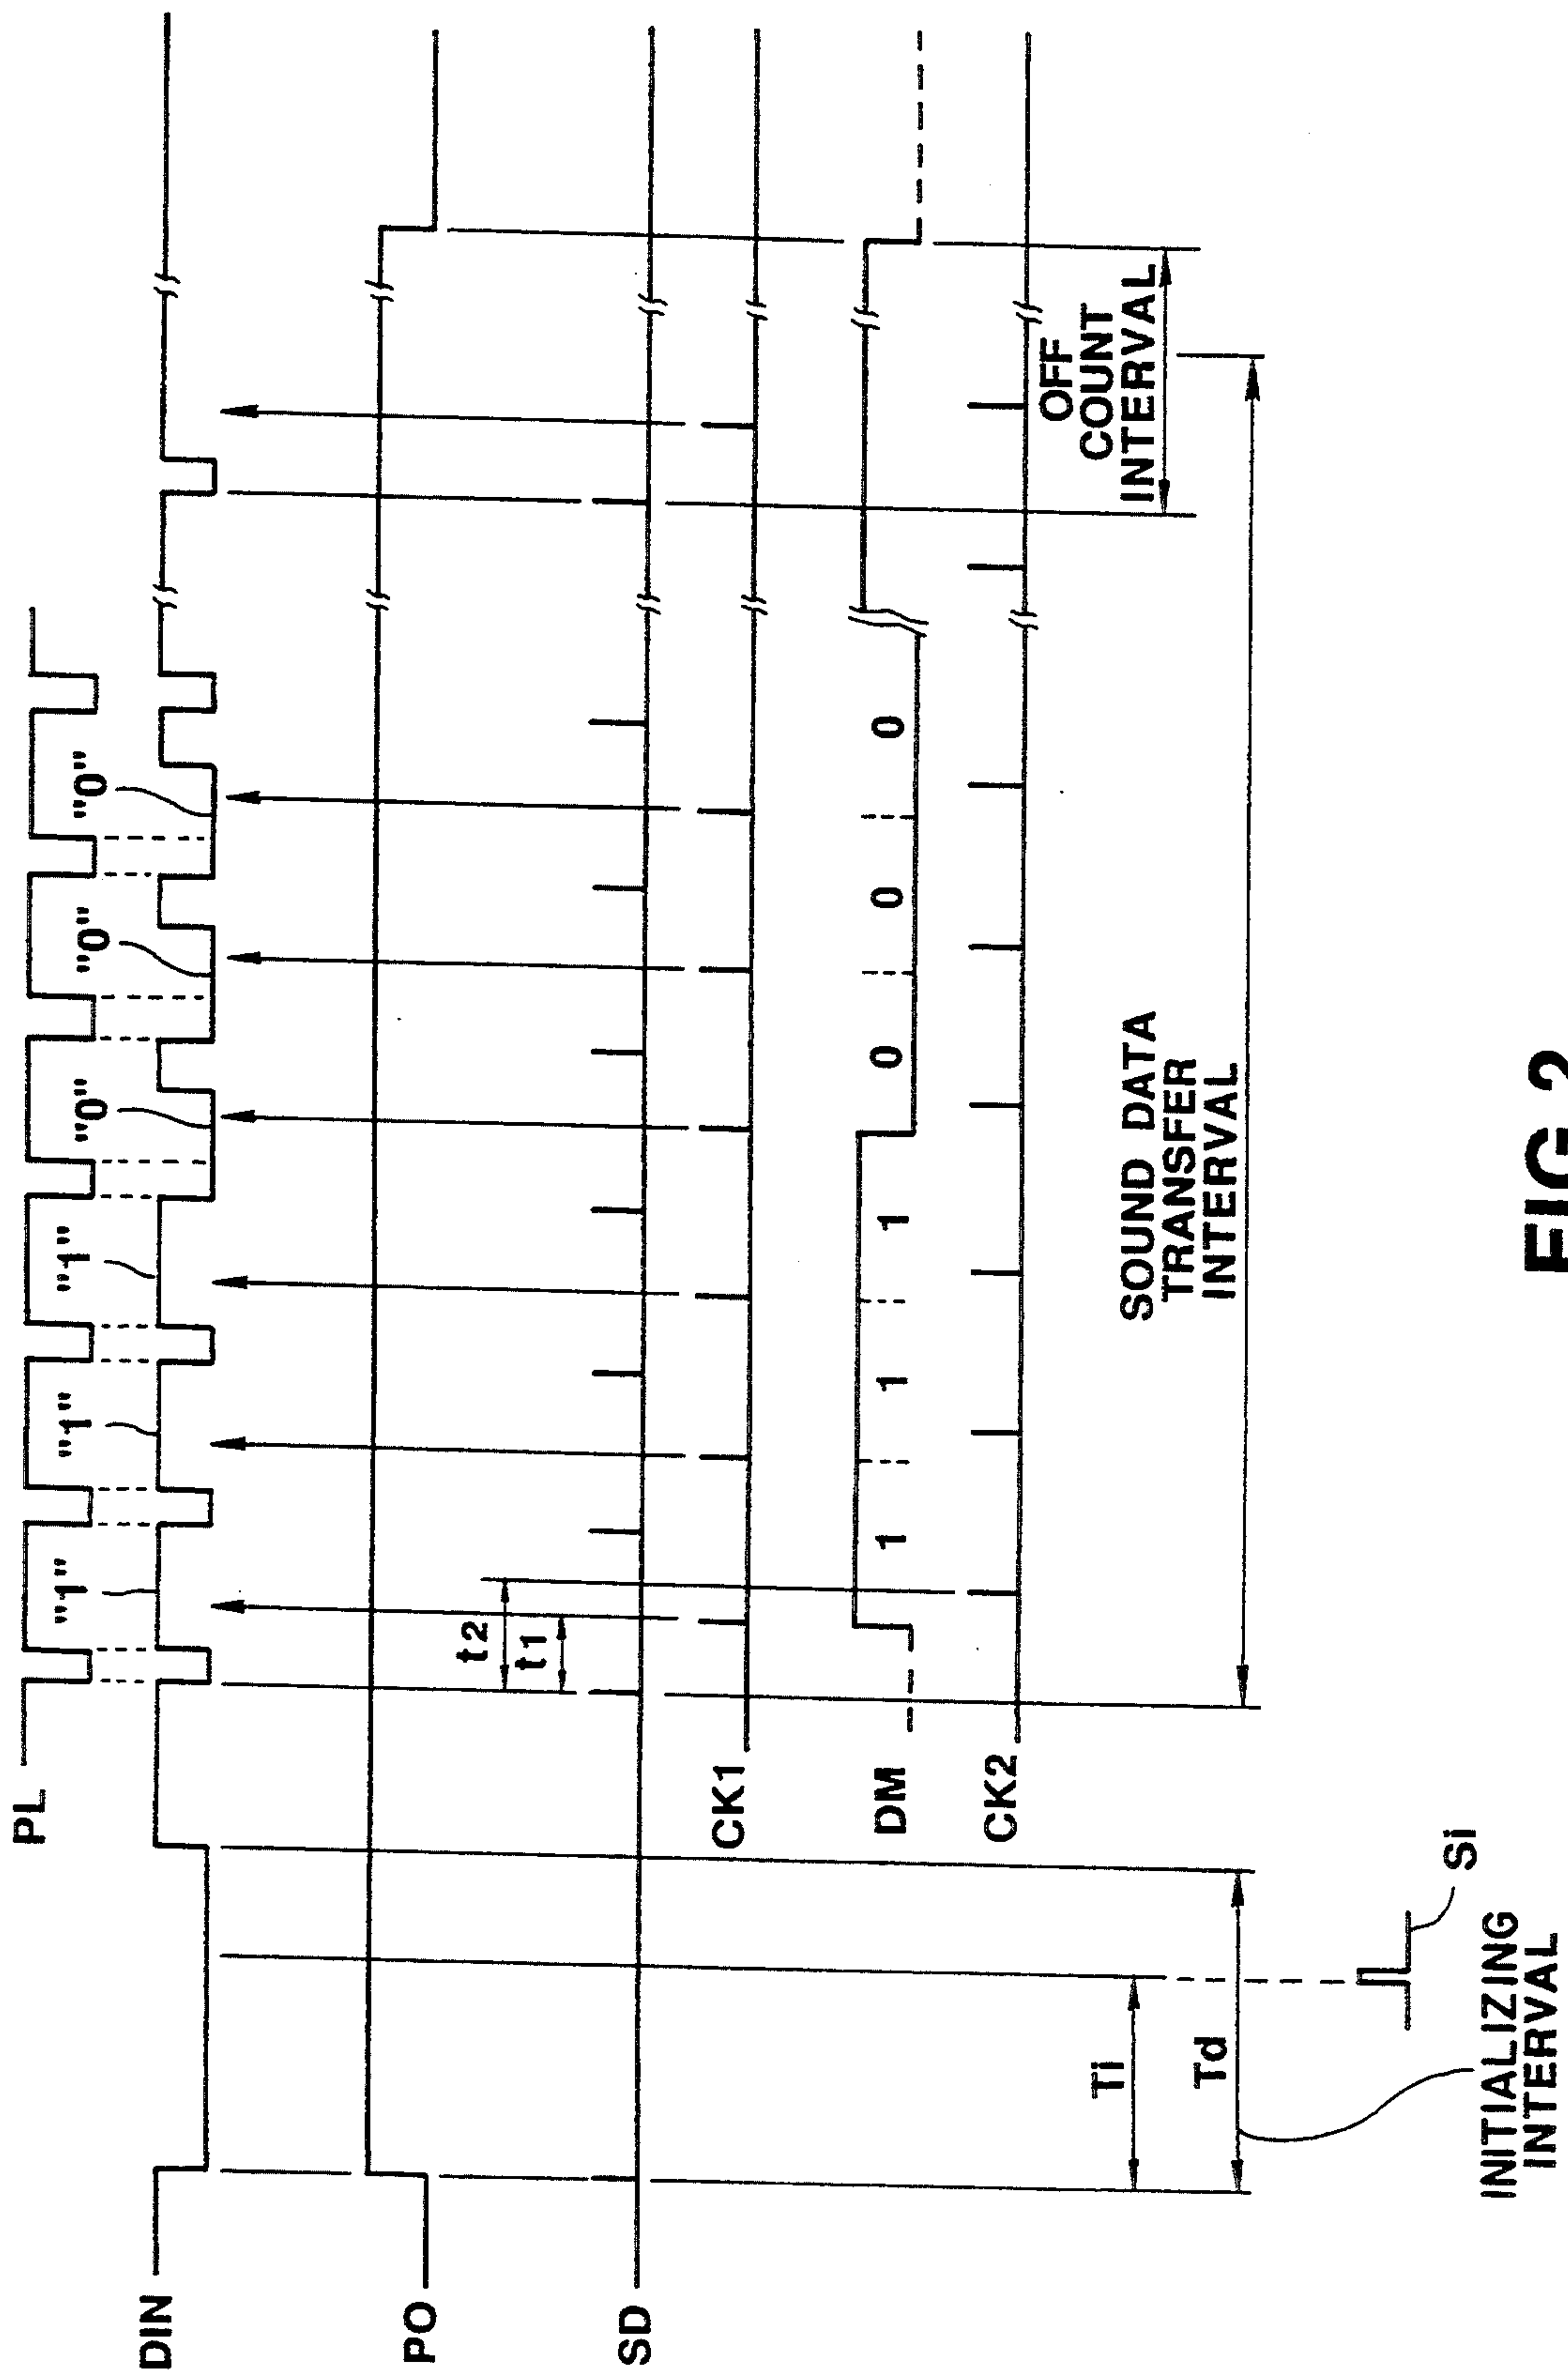 PL
"1" "1" "1" "0" "0" "0"
DIN
PO
t2
t1
SD
CK1
DM
1 1 1 0 0 0
CK2
OFF
COUNT
INTERVAL
SOUND DATA
TRANSFER
INTERVAL
Ti
Td
Si
INITIALIZING
INTERVAL
FIG.2